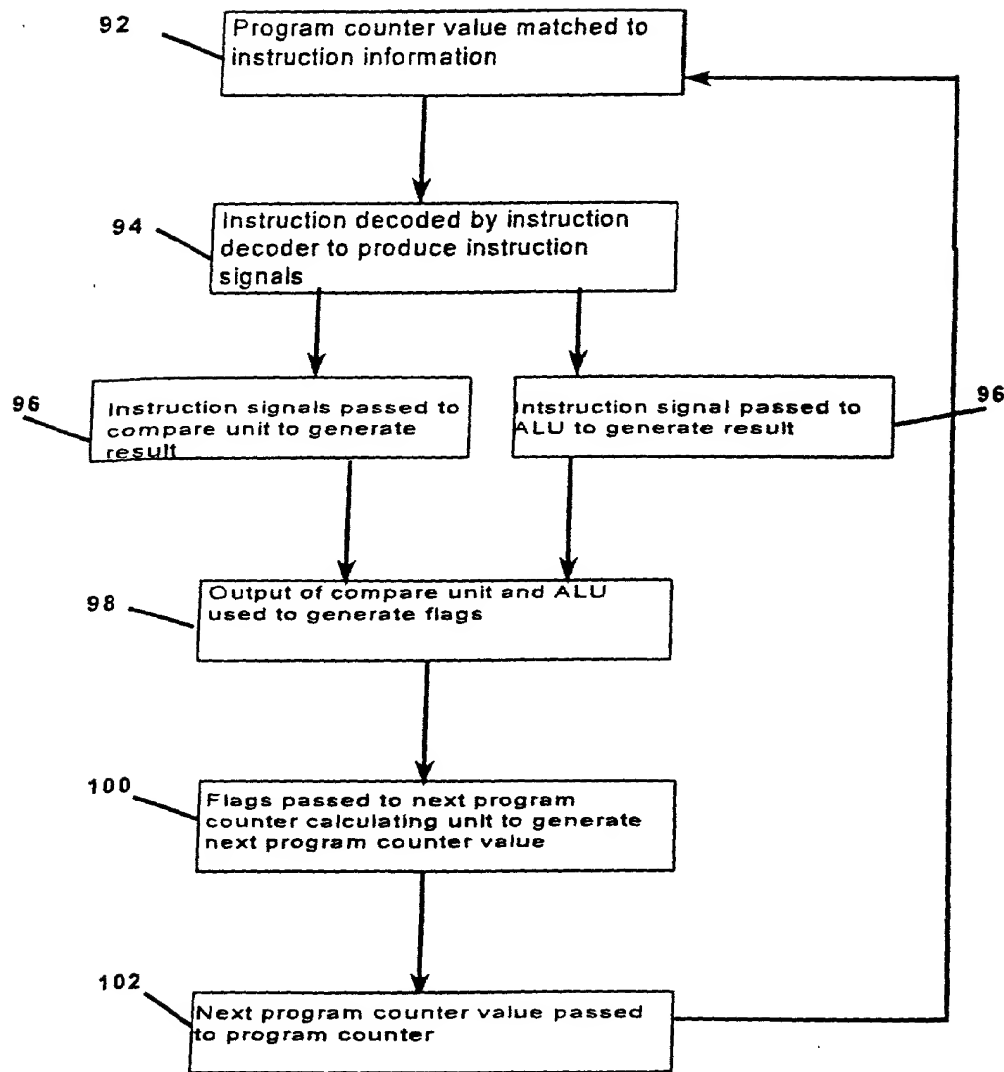 92
Program counter value matched to
instruction information
94
Instruction decoded by instruction
decoder to produce instruction
signals
96
Instruction signals passed to
compare unit to generate
result
Intstruction signal passed to
ALU to generate result
96
98
Output of compare unit and ALU
used to generate flags
100
Flags passed to next program
counter calculating unit to generate
next program counter value
102
Next program counter value passed
to program counter